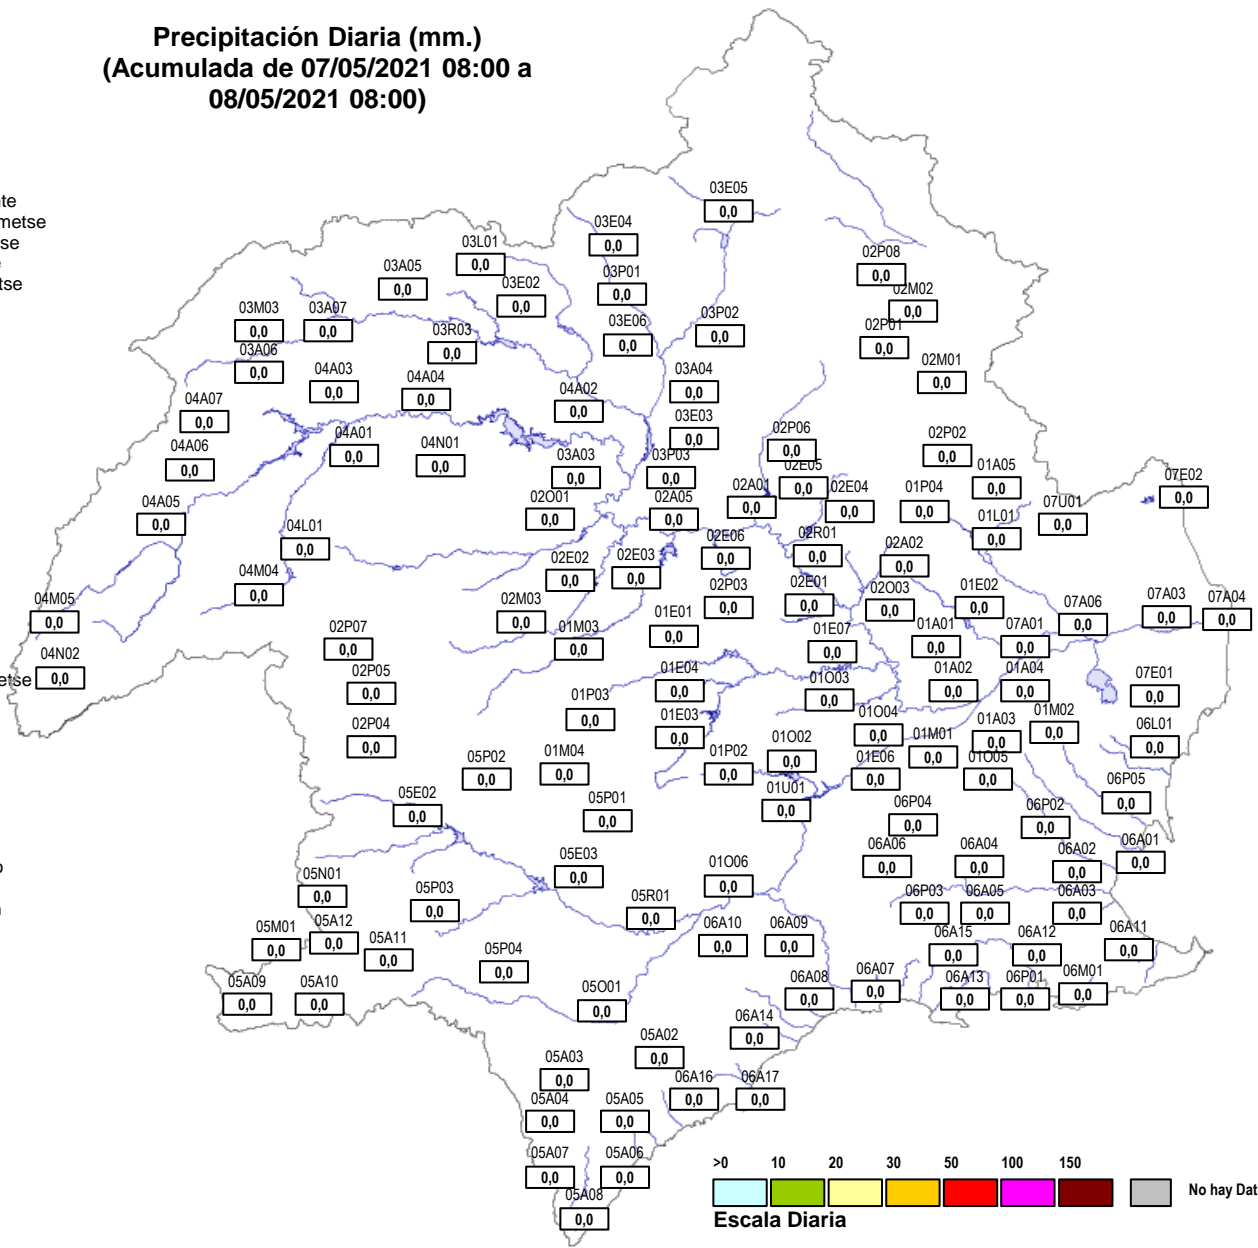 Precipitación Diaria (mm.)
(Acumulada de 07/05/2021 08:00 a
08/05/2021 08:00)
03E05
0,0
03E04
0,0
03L01
0,0
02P08
0,0
03A05
0,0
03P01
0,0
03E02
0,0
02M02
0,0
03M03
0,0
03A07
0,0
03P02
0,0
03E06
0,0
03R03
0,0
02P01
0,0
03A06
0,0
02M01
0,0
04A03
0,0
04A04
0,0
03A04
0,0
04A02
0,0
04A07
0,0
03E03
0,0
04A01
0,0
04N01
0,0
02P06
0,0
02P02
0,0
04A06
0,0
03A03
0,0
03P03
0,0
02E05
0,0
01A05
0,0
07E02
0,0
02A01
0,0
02E04
0,0
01P04
0,0
04A05
0,0
02O01
0,0
02A05
0,0
07U01
0,0
01L01
0,0
04L01
0,0
02E06
0,0
02R01
0,0
02A02
0,0
02E02
0,0
02E03
0,0
04M04
0,0
02P03
0,0
02E01
0,0
02O03
0,0
01E02
0,0
04M05
0,0
02M03
0,0
01E01
0,0
07A06
0,0
07A03
0,0
07A04
0,0
02P07
0,0
01M03
0,0
01E07
0,0
01A01
0,0
07A01
0,0
04N02
0,0
02P05
0,0
01E04
0,0
01O03
0,0
01A02
0,0
01A04
0,0
07E01
0,0
01P03
0,0
01E03
0,0
01O04
0,0
01A03
0,0
01M02
0,0
06L01
0,0
02P04
0,0
01M01
0,0
05P02
0,0
01M04
0,0
01P02
0,0
01O02
0,0
01E06
0,0
01O05
0,0
05E02
0,0
05P01
0,0
01U01
0,0
06P04
0,0
06P02
0,0
06P05
0,0
05E03
0,0
01O06
0,0
06A06
0,0
06A04
0,0
06A02
0,0
06A01
0,0
05N01
0,0
05P03
0,0
05R01
0,0
06P03
0,0
06A05
0,0
06A03
0,0
05M01
0,0
05A12
0,0
05A11
0,0
05P04
0,0
06A10
0,0
06A09
0,0
06A15
0,0
06A12
0,0
06A11
0,0
05A09
0,0
05A10
0,0
05O01
0,0
06A08
0,0
06A07
0,0
06A13
0,0
06P01
0,0
06M01
0,0
06A14
0,0
05A02
0,0
05A03
0,0
06A16
0,0
06A17
0,0
05A04
0,0
05A05
0,0
05A07
0,0
05A06
0,0
05A08
0,0
>0 10 20 30 50 100 150
No hay Dat
Escala Diaria